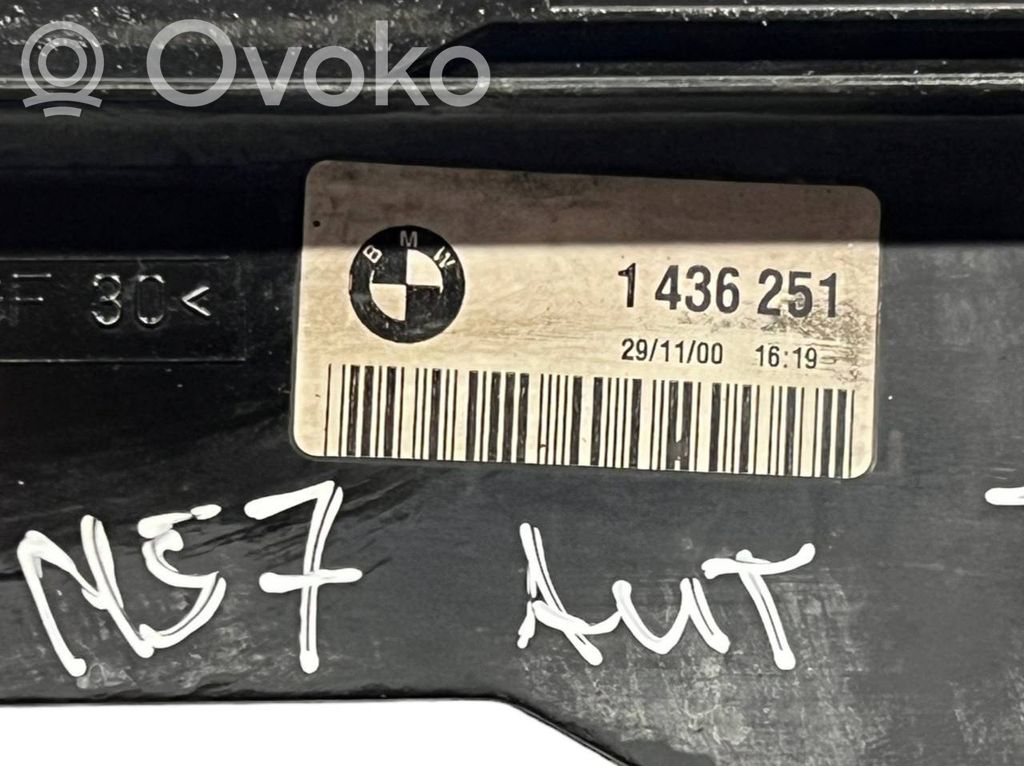 Ovoko
BMW
1 436 251
29/11/00 16:19
F 30<
N57 AUT